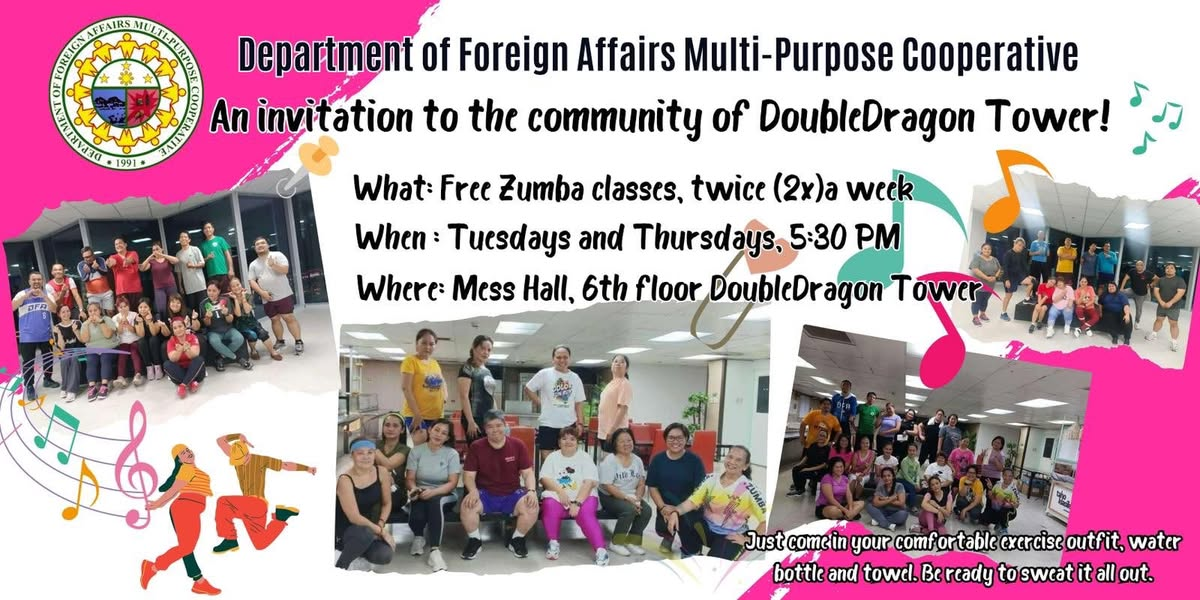 DEPARTMENT OF FOREIGN AFFAIRS MULTI-PURPOSE COOPERATIVE
1991
Department of Foreign Affairs Multi-Purpose Cooperative
An invitation to the community of DoubleDragon Tower!
What: Free Zumba classes, twice (2x)a week
When : Tuesdays and Thursdays, 5:30 PM
Where: Mess Hall, 6th floor DoubleDragon Tower
DFA
ZUMBA
Just come in your comfortable exercise outfit, water
bottle and towel. Be ready to sweat it all out.